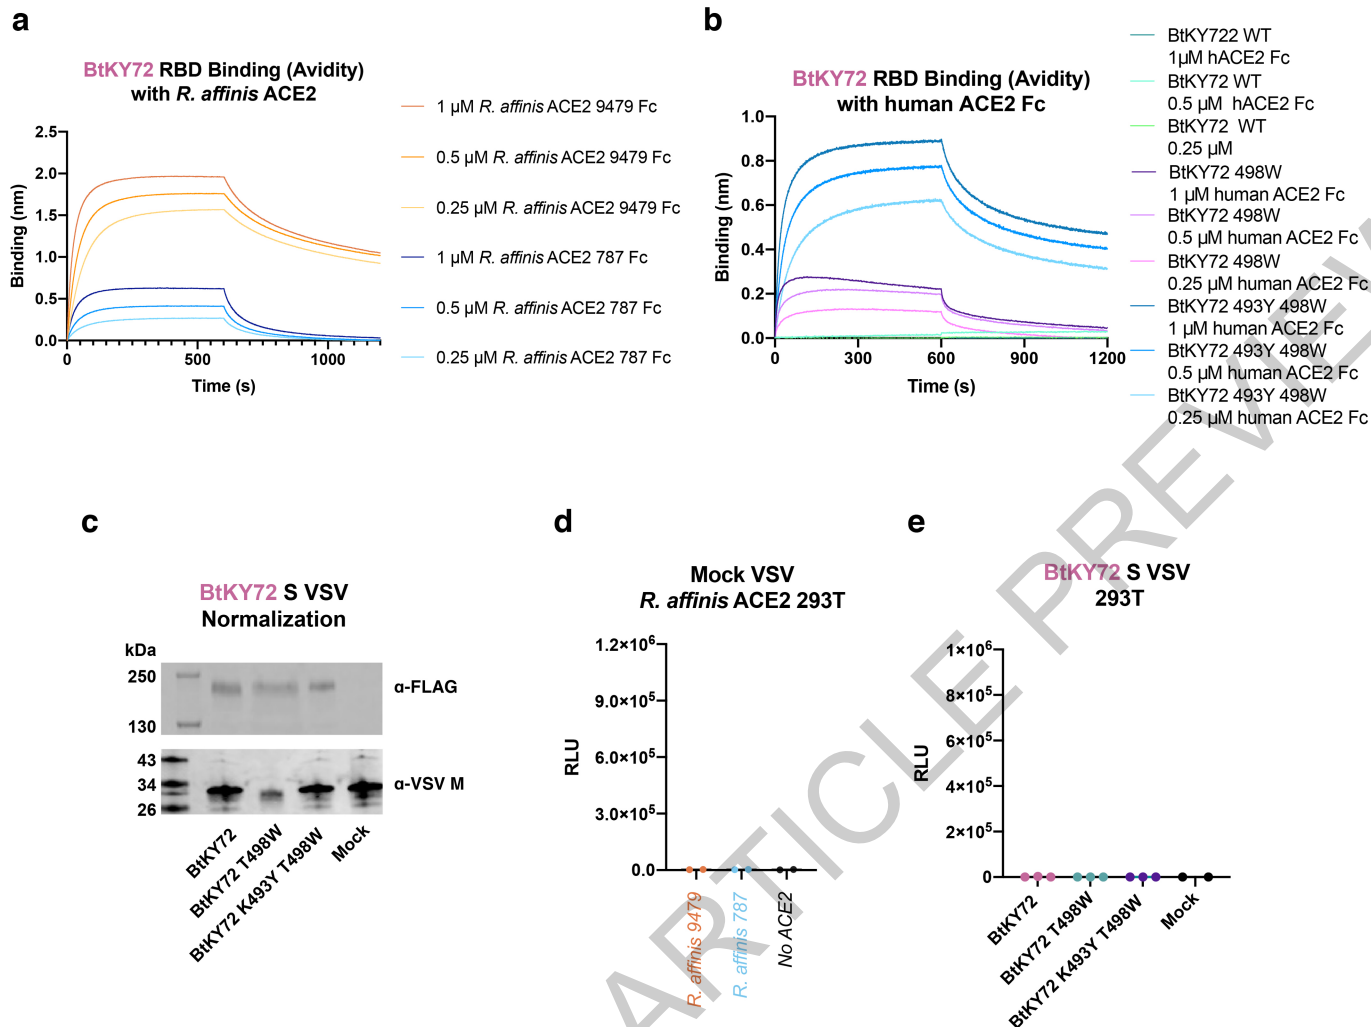 a
BtKY72 RBD Binding (Avidity)
with R. affinis ACE2
Binding (nm)
2.5
2.0
1.5
1.0
0.5
0.0
0
500
1000
Time (s)
1 µM R. affinis ACE2 9479 Fc
0.5 µM R. affinis ACE2 9479 Fc
0.25 µM R. affinis ACE2 9479 Fc
1 µM R. affinis ACE2 787 Fc
0.5 µM R. affinis ACE2 787 Fc
0.25 µM R. affinis ACE2 787 Fc
b
BtKY72 RBD Binding (Avidity)
with human ACE2 Fc
Binding (nm)
1.0
0.8
0.6
0.4
0.2
0.0
0
300
600
900
1200
Time (s)
BtKY722 WT
1µM hACE2 Fc
BtKY72 WT
0.5 µM hACE2 Fc
BtKY72 WT
0.25 µM
BtKY72 498W
1 µM human ACE2 Fc
BtKY72 498W
0.5 µM human ACE2 Fc
BtKY72 498W
0.25 µM human ACE2 Fc
BtKY72 493Y 498W
1 µM human ACE2 Fc
BtKY72 493Y 498W
0.5 µM human ACE2 Fc
BtKY72 493Y 498W
0.25 µM human ACE2 Fc
c
BtKY72 S VSV
Normalization
kDa
250
130
α-FLAG
43
34
26
α-VSV M
BtKY72
BtKY72 T498W
BtKY72 K493Y T498W
Mock
d
Mock VSV
R. affinis ACE2 293T
RLU
1.2×10⁶
9.0×10⁵
6.0×10⁵
3.0×10⁵
0.0
R. affinis 9479
R. affinis 787
No ACE2
e
BtKY72 S VSV
293T
RLU
1×10⁶
8×10⁵
6×10⁵
4×10⁵
2×10⁵
0
BtKY72
BtKY72 T498W
BtKY72 K493Y T498W
Mock
ARTICLE PREVIEW